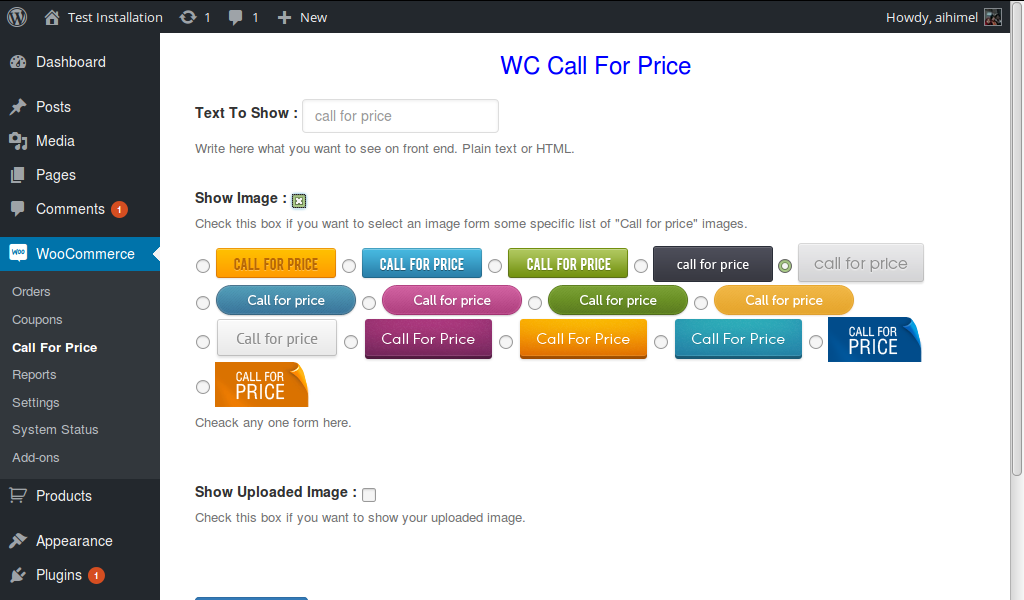 Test Installation 1 1 New Howdy, aihimel
Dashboard
Posts
Media
Pages
Comments 1
WOO WooCommerce
Orders
Coupons
Call For Price
Reports
Settings
System Status
Add-ons
Products
Appearance
Plugins 1
WC Call For Price
Text To Show : call for price
Write here what you want to see on front end. Plain text or HTML.
Show Image :
Check this box if you want to select an image form some specific list of "Call for price" images.
CALL FOR PRICE CALL FOR PRICE CALL FOR PRICE call for price call for price
Call for price Call for price Call for price Call for price
Call for price Call For Price Call For Price Call For Price CALL FOR
PRICE
CALL FOR
PRICE
Cheack any one form here.
Show Uploaded Image :
Check this box if you want to show your uploaded image.